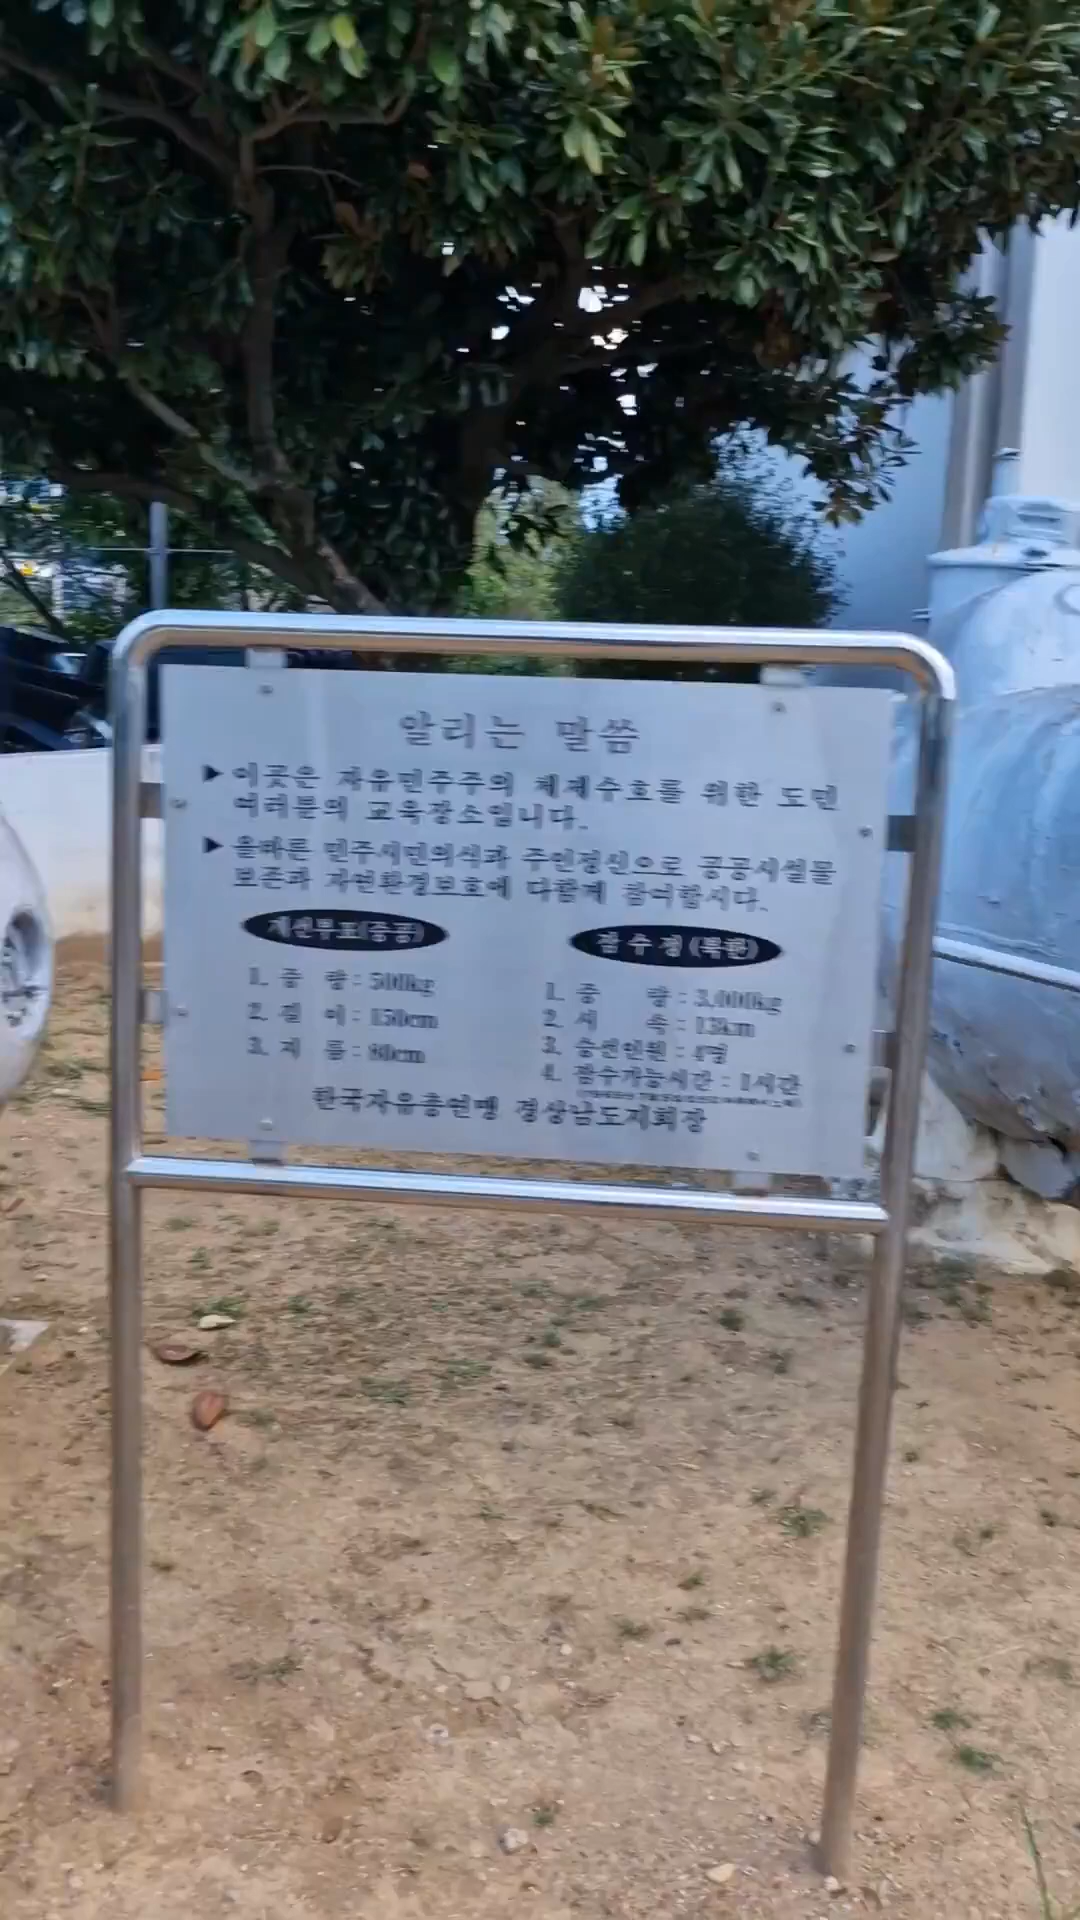 알리는 말씀
▶이곳은 자유민주주의 체제수호를 위한 도민
여러분의 교육장소입니다.
▶올바른 민주시민의식과 주인정신으로 공공시설물
보존과 자연환경보호에 다함께 참여합시다.
계선부표(중공)
1. 중 량 : 500kg
2. 길 이 : 150cm
3. 지 름 : 80cm
잠수정(북한)
1. 중 량 : 3,000kg
2. 시 속 : 13km
3. 승선인원 : 4명
4. 잠수가능시간 : 1시간
한국자유총연맹 경상남도지회장